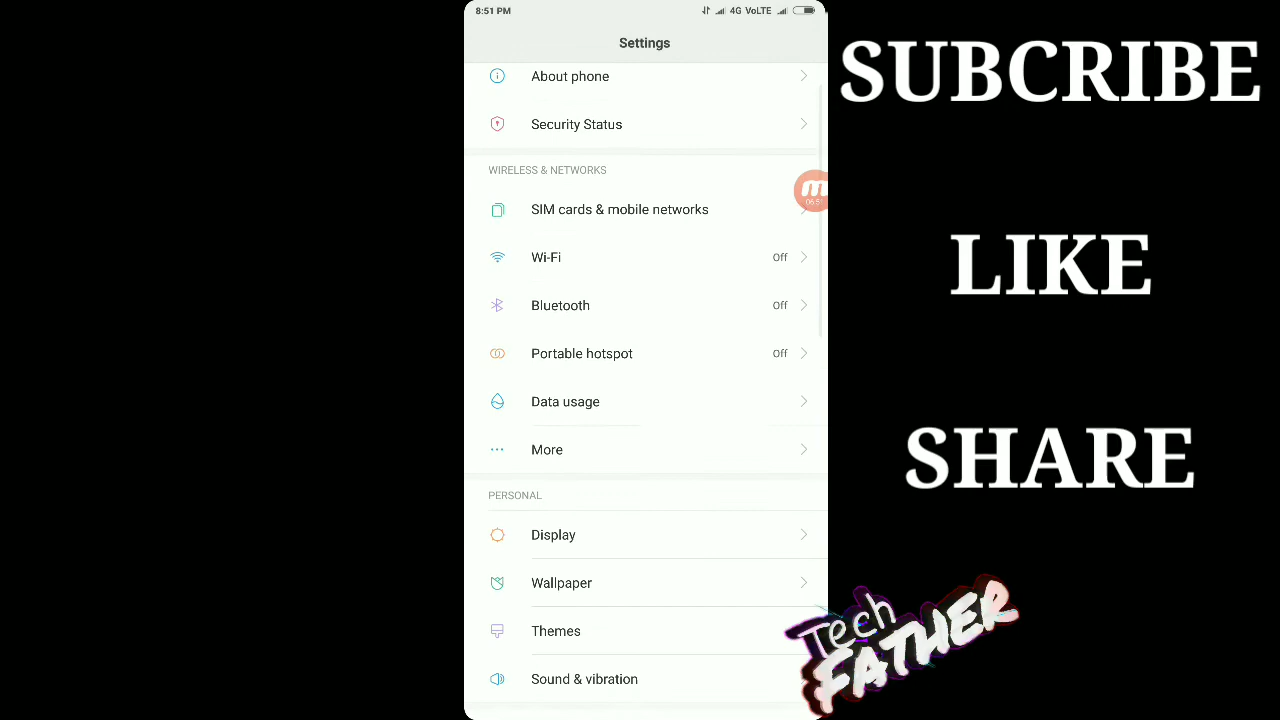 8:51 PM
4G VoLTE
Settings
About phone
Security Status
WIRELESS & NETWORKS
SIM cards & mobile networks
Wi-Fi
Off
Bluetooth
Off
Portable hotspot
Off
Data usage
More
PERSONAL
Display
Wallpaper
Themes
Sound & vibration
SUBCRIBE
LIKE
SHARE
Tech
FATHER